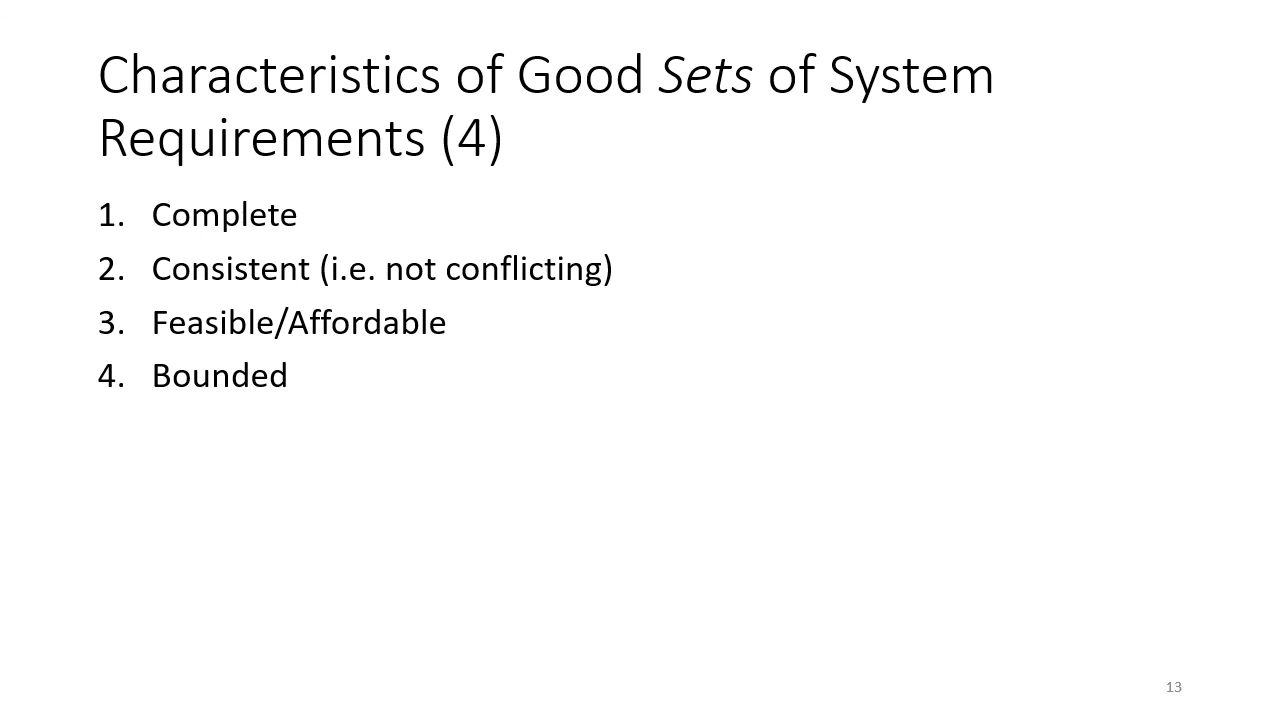 Characteristics of Good Sets of System
Requirements (4)
1. Complete
2. Consistent (i.e. not conflicting)
3. Feasible/Affordable
4. Bounded
13